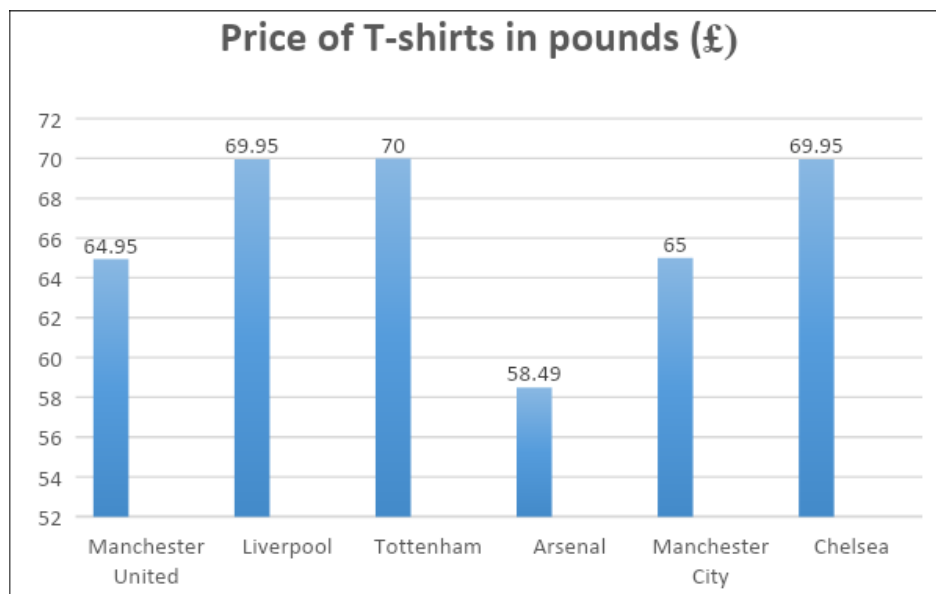 Price of T-shirts in pounds (£)
72
70
68
66
64
62
60
58
56
54
52
64.95
69.95
70
58.49
65
69.95
Manchester United
Liverpool
Tottenham
Arsenal
Manchester City
Chelsea